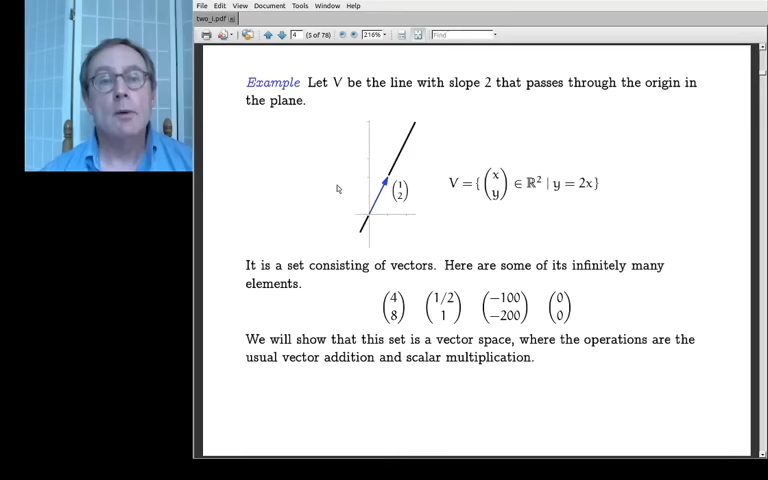 File Edit View Document Tools Window Help
two_i.pdf
4 (5 of 78) 216% Find
Example Let V be the line with slope 2 that passes through the origin in
the plane.
(1 2)
V = { (x y) ∈ ℝ² | y = 2x}
It is a set consisting of vectors. Here are some of its infinitely many
elements.
(4 8) (1/2 1) (−100 −200) (0 0)
We will show that this set is a vector space, where the operations are the
usual vector addition and scalar multiplication.